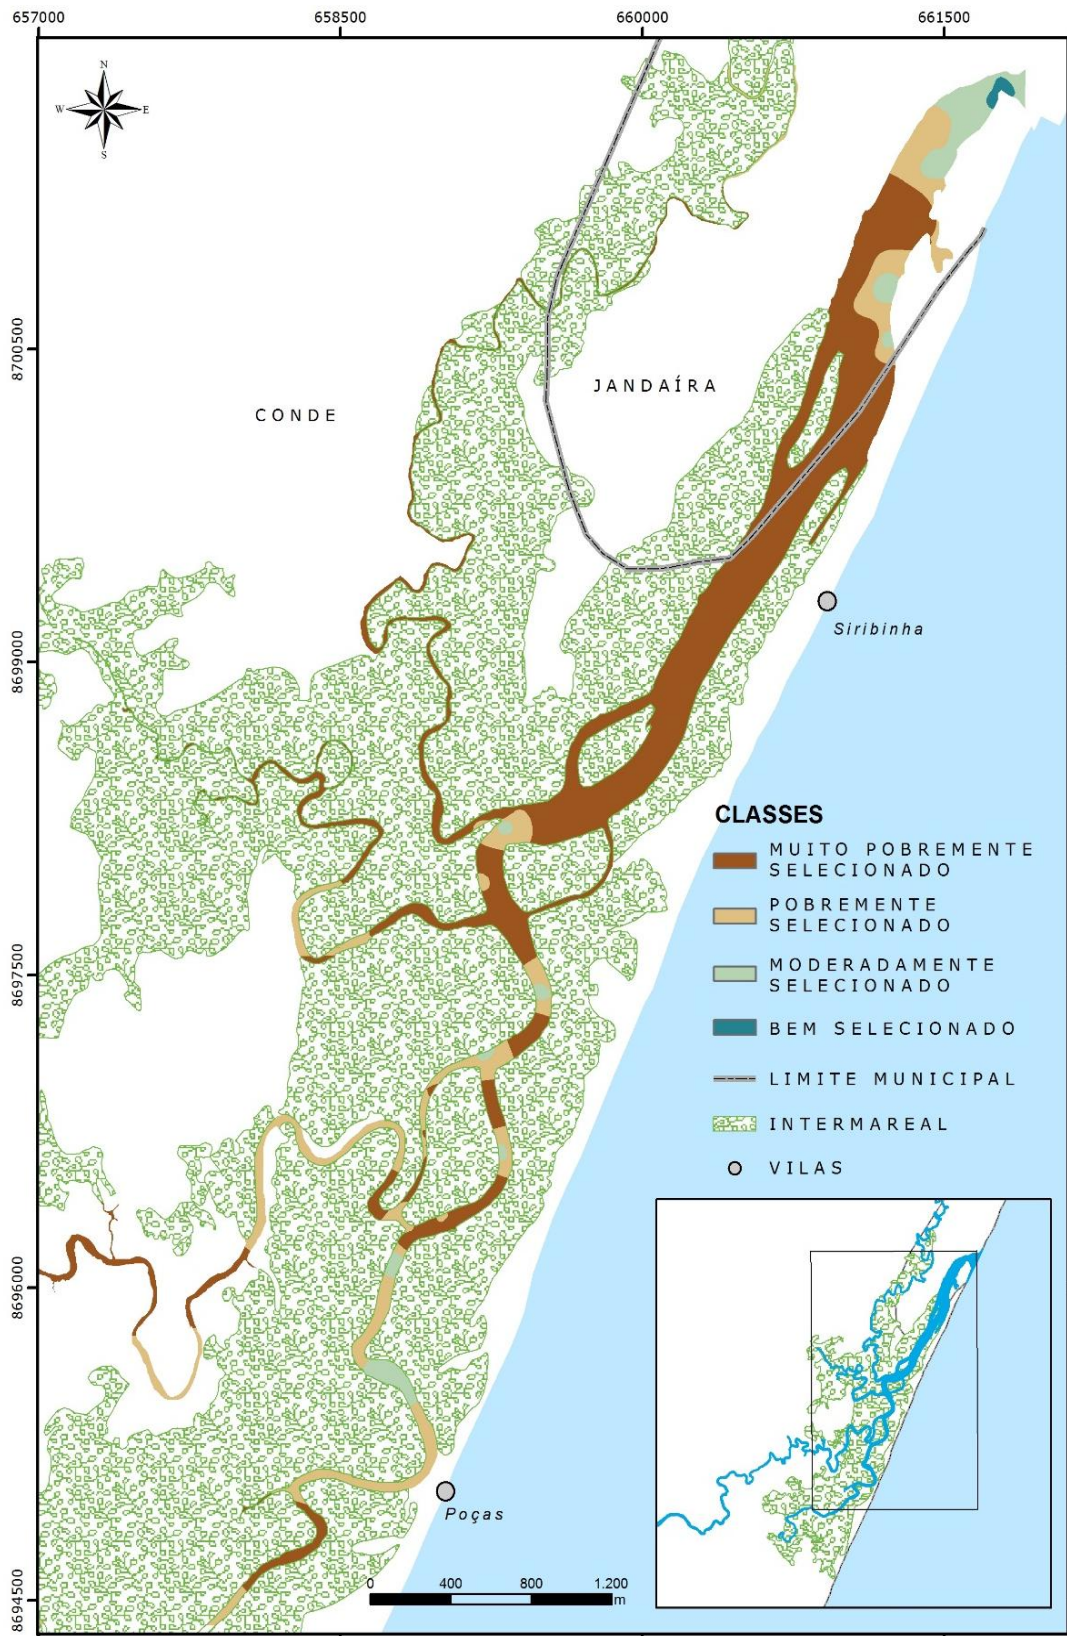 657000 658500 660000 661500
N
W E
S
8700500
JANDAÍRA
CONDE
Siribinha
8699000
CLASSES
MUITO POBREMENTE
SELECIONADO
POBREMENTE
SELECIONADO
MODERADAMENTE
SELECIONADO
BEM SELECIONADO
LIMITE MUNICIPAL
INTERMAREAL
VILAS
8697500
8696000
Poças
8694500
0 400 800 1.200
m